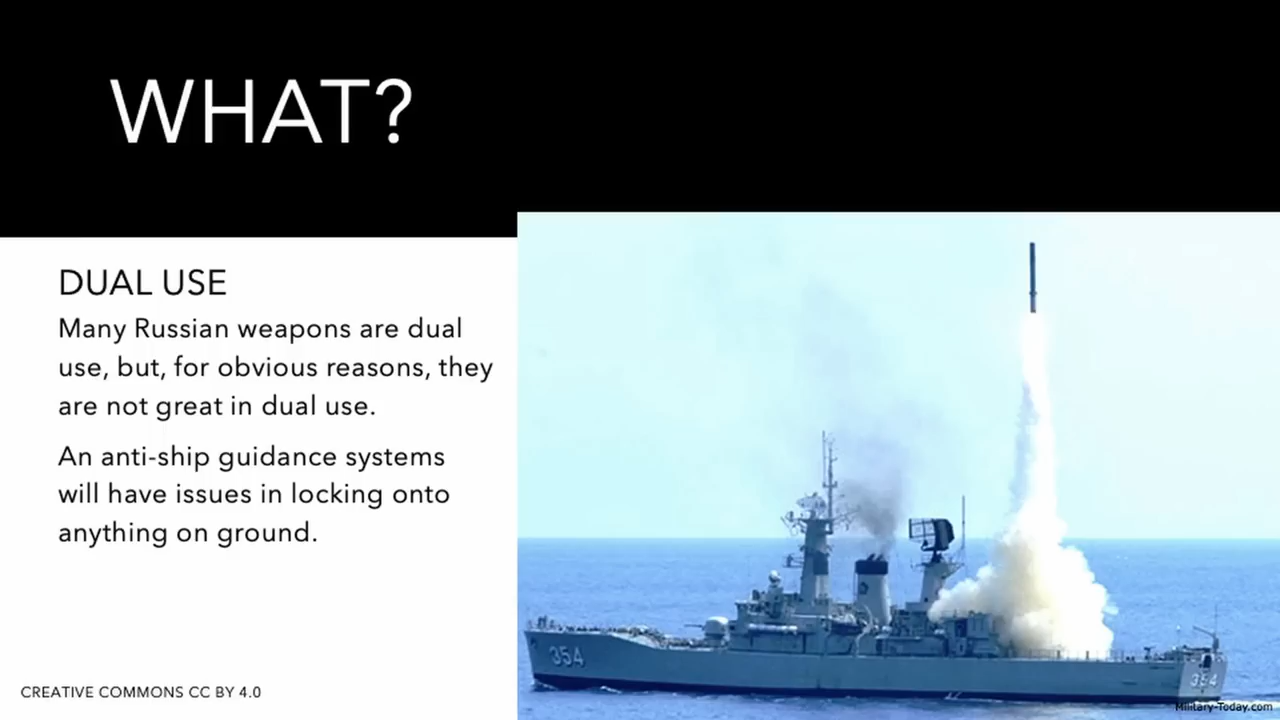 WHAT?
DUAL USE
Many Russian weapons are dual
use, but, for obvious reasons, they
are not great in dual use.
An anti-ship guidance systems
will have issues in locking onto
anything on ground.
354
354
CREATIVE COMMONS CC BY 4.0
Military-Today.com